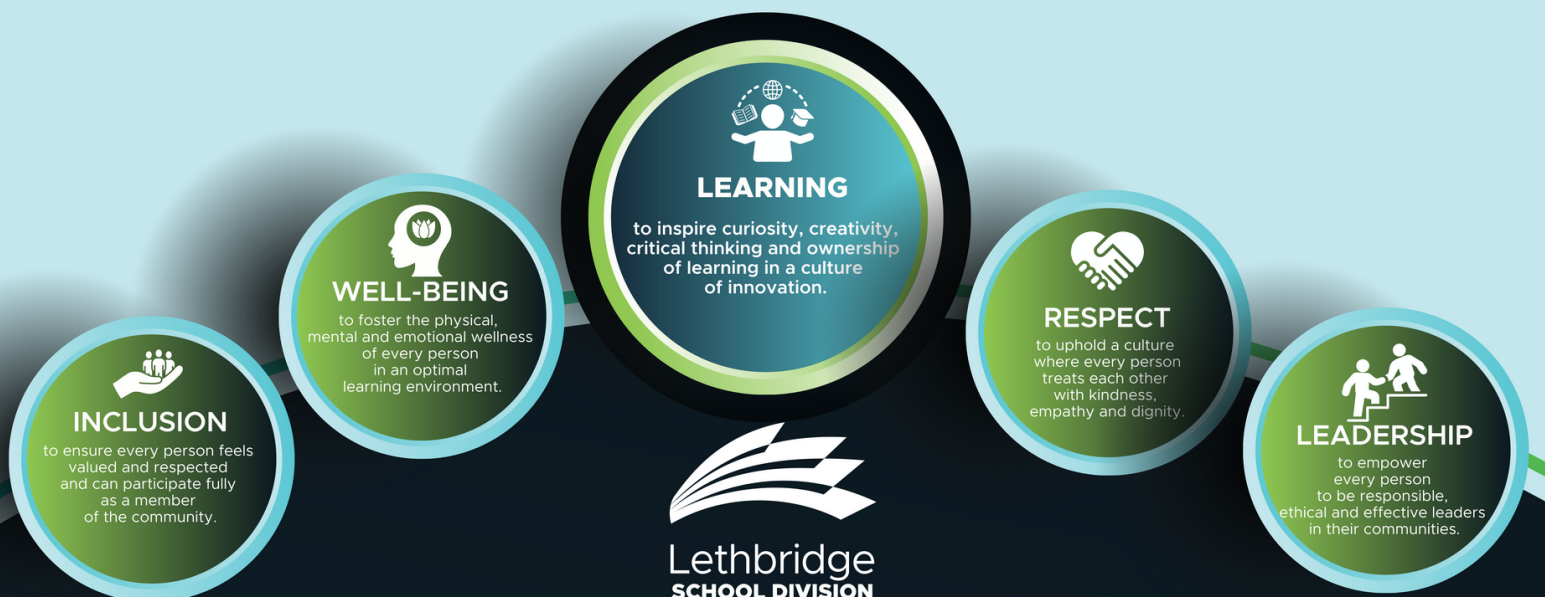 INCLUSION
to ensure every person feels
valued and respected
and can participate fully
as a member
of the community.
WELL-BEING
to foster the physical,
mental and emotional wellness
of every person
in an optimal
learning environment.
LEARNING
to inspire curiosity, creativity,
critical thinking and ownership
of learning in a culture
of innovation.
RESPECT
to uphold a culture
where every person
treats each other
with kindness,
empathy and dignity.
LEADERSHIP
to empower
every person
to be responsible,
ethical and effective leaders
in their communities.
Lethbridge
SCHOOL DIVISION